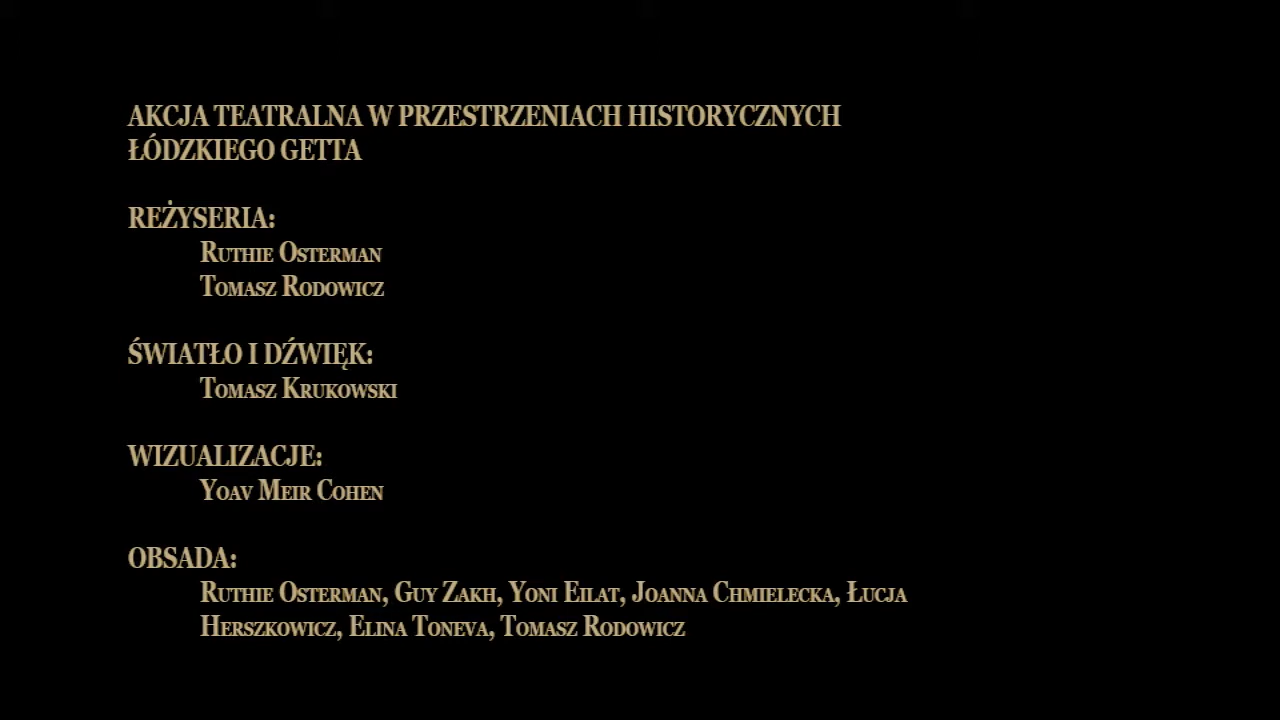 AKCJA TEATRALNA W PRZESTRZENIACH HISTORYCZNYCH
ŁÓDZKIEGO GETTA
REŻYSERIA:
Ruthie Osterman
Tomasz Rodowicz
ŚWIATŁO I DŹWIĘK:
Tomasz Krukowski
WIZUALIZACJE:
Yoav Meir Cohen
OBSADA:
Ruthie Osterman, Guy Zakh, Yoni Eilat, Joanna Chmielecka, Łucja
Herszkowicz, Elina Toneva, Tomasz Rodowicz